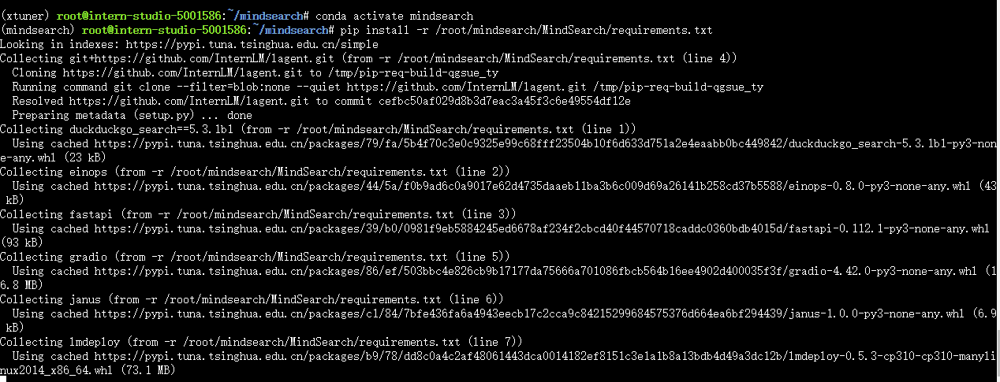 (xtuner) root@intern-studio-5001586:~/mindsearch# conda activate mindsearch
(mindsearch) root@intern-studio-5001586:~/mindsearch# pip install -r /root/mindsearch/MindSearch/requirements.txt
Looking in indexes: https://pypi.tuna.tsinghua.edu.cn/simple
Collecting git+https://github.com/InternLM/lagent.git (from -r /root/mindsearch/MindSearch/requirements.txt (line 4))
  Cloning https://github.com/InternLM/lagent.git to /tmp/pip-req-build-qgsue_ty
  Running command git clone --filter=blob:none --quiet https://github.com/InternLM/lagent.git /tmp/pip-req-build-qgsue_ty
  Resolved https://github.com/InternLM/lagent.git to commit cefbc50af029d8b3d7eac3a45f3c6e49554df12e
  Preparing metadata (setup.py) ... done
Collecting duckduckgo_search==5.3.1b1 (from -r /root/mindsearch/MindSearch/requirements.txt (line 1))
  Using cached https://pypi.tuna.tsinghua.edu.cn/packages/79/fa/5b4f70c3e0c9325e99c68fff23504b10f6d633d751a2e4eaabb0bc449842/duckduckgo_search-5.3.1b1-py3-non
e-any.whl (23 kB)
Collecting einops (from -r /root/mindsearch/MindSearch/requirements.txt (line 2))
  Using cached https://pypi.tuna.tsinghua.edu.cn/packages/44/5a/f0b9ad6c0a9017e62d4735daaeb11ba3b6c009d69a26141b258cd37b5588/einops-0.8.0-py3-none-any.whl (43
 kB)
Collecting fastapi (from -r /root/mindsearch/MindSearch/requirements.txt (line 3))
  Using cached https://pypi.tuna.tsinghua.edu.cn/packages/39/b0/0981f9eb5884245ed6678af234f2cbcd40f44570718caddc0360bdb4015d/fastapi-0.112.1-py3-none-any.whl
(93 kB)
Collecting gradio (from -r /root/mindsearch/MindSearch/requirements.txt (line 5))
  Using cached https://pypi.tuna.tsinghua.edu.cn/packages/86/ef/503bbc4e826cb9b17177da75666a701086fbcb564b16ee4902d400035f3f/gradio-4.42.0-py3-none-any.whl (1
6.8 MB)
Collecting janus (from -r /root/mindsearch/MindSearch/requirements.txt (line 6))
  Using cached https://pypi.tuna.tsinghua.edu.cn/packages/c1/84/7bfe436fa6a4943eecb17c2cca9c84215299684575376d664ea6bf294439/janus-1.0.0-py3-none-any.whl (6.9
 kB)
Collecting lmdeploy (from -r /root/mindsearch/MindSearch/requirements.txt (line 7))
  Using cached https://pypi.tuna.tsinghua.edu.cn/packages/b9/78/dd8c0a4c2af48061443dca0014182ef8151c3e1a1b8a13bdb4d49a3dc12b/lmdeploy-0.5.3-cp310-cp310-manyli
nux2014_x86_64.whl (73.1 MB)